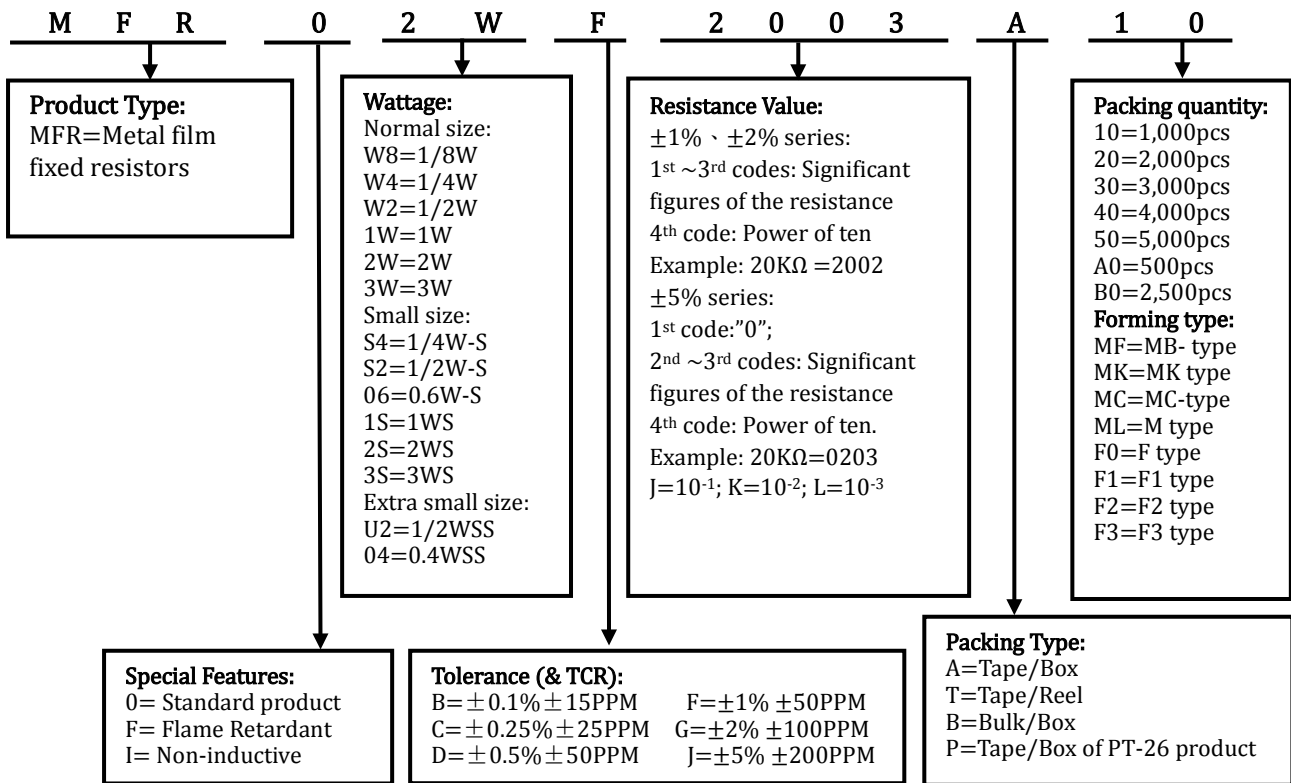 M F R 0 2 W F 2 0 0 3 A 1 0
Product Type:
MFR=Metal film
fixed resistors
Wattage:
Normal size:
W8=1/8W
W4=1/4W
W2=1/2W
1W=1W
2W=2W
3W=3W
Small size:
S4=1/4W-S
S2=1/2W-S
06=0.6W-S
1S=1WS
2S=2WS
3S=3WS
Extra small size:
U2=1/2WSS
04=0.4WSS
Resistance Value:
±1%、±2% series:
1st ~3rd codes: Significant
figures of the resistance
4th code: Power of ten
Example: 20KΩ =2002
±5% series:
1st code:”0”;
2nd ~3rd codes: Significant
figures of the resistance
4th code: Power of ten.
Example: 20KΩ=0203
J=10-1; K=10-2; L=10-3
Packing quantity:
10=1,000pcs
20=2,000pcs
30=3,000pcs
40=4,000pcs
50=5,000pcs
A0=500pcs
B0=2,500pcs
Forming type:
MF=MB- type
MK=MK type
MC=MC-type
ML=M type
F0=F type
F1=F1 type
F2=F2 type
F3=F3 type
Special Features:
0= Standard product
F= Flame Retardant
I= Non-inductive
Tolerance (& TCR):
B=±0.1%±15PPM F=±1% ±50PPM
C=±0.25%±25PPM G=±2% ±100PPM
D=±0.5%±50PPM J=±5% ±200PPM
Packing Type:
A=Tape/Box
T=Tape/Reel
B=Bulk/Box
P=Tape/Box of PT-26 product